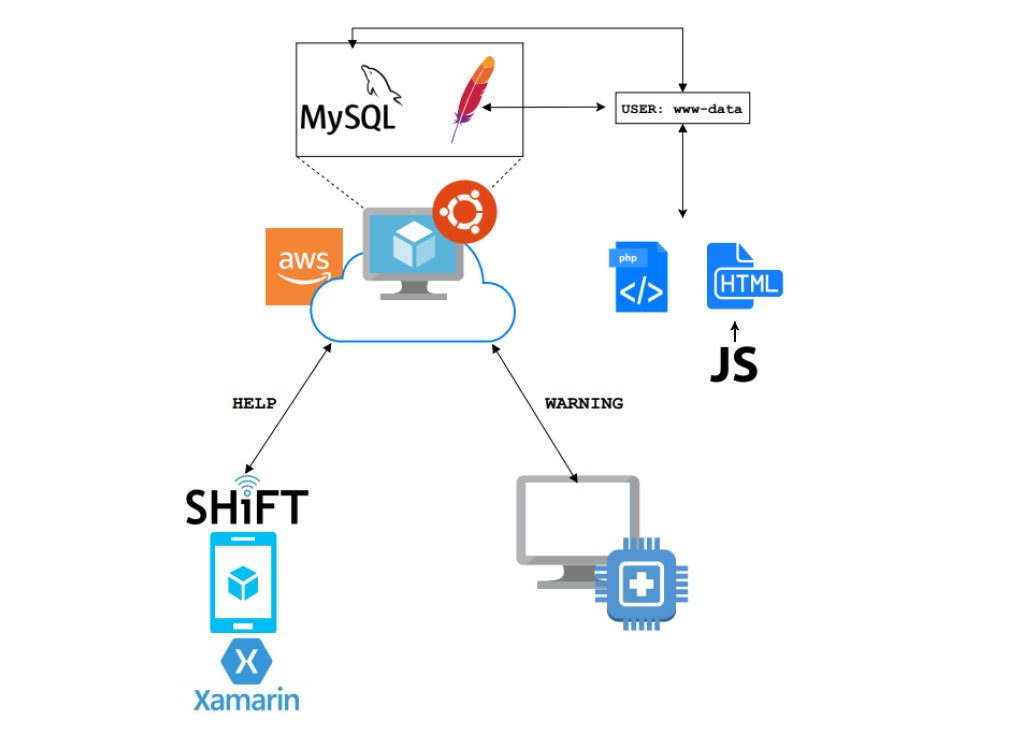 MySQL
USER: www-data
aws
php
</>
HTML
JS
HELP
WARNING
SHiFT
X
Xamarin